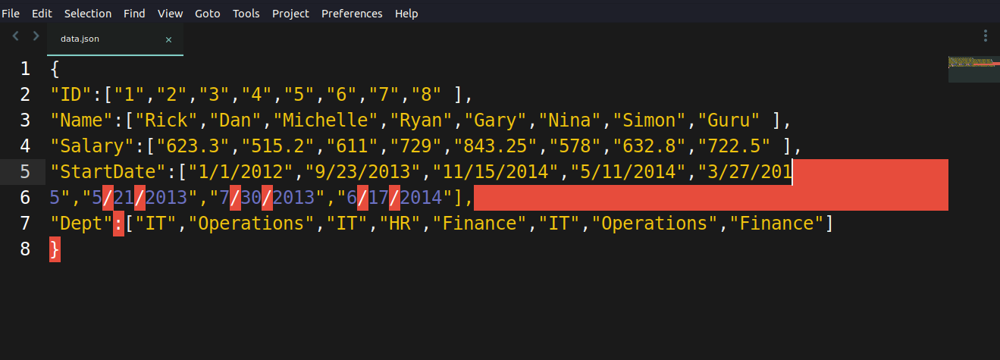 File Edit Selection Find View Goto Tools Project Preferences Help
data.json ×
1 {
2 "ID":["1","2","3","4","5","6","7","8" ],
3 "Name":["Rick","Dan","Michelle","Ryan","Gary","Nina","Simon","Guru" ],
4 "Salary":["623.3","515.2","611","729","843.25","578","632.8","722.5" ],
5 "StartDate":["1/1/2012","9/23/2013","11/15/2014","5/11/2014","3/27/201
6 5","5/21/2013","7/30/2013","6/17/2014"],
7 "Dept":["IT","Operations","IT","HR","Finance","IT","Operations","Finance"]
8 }